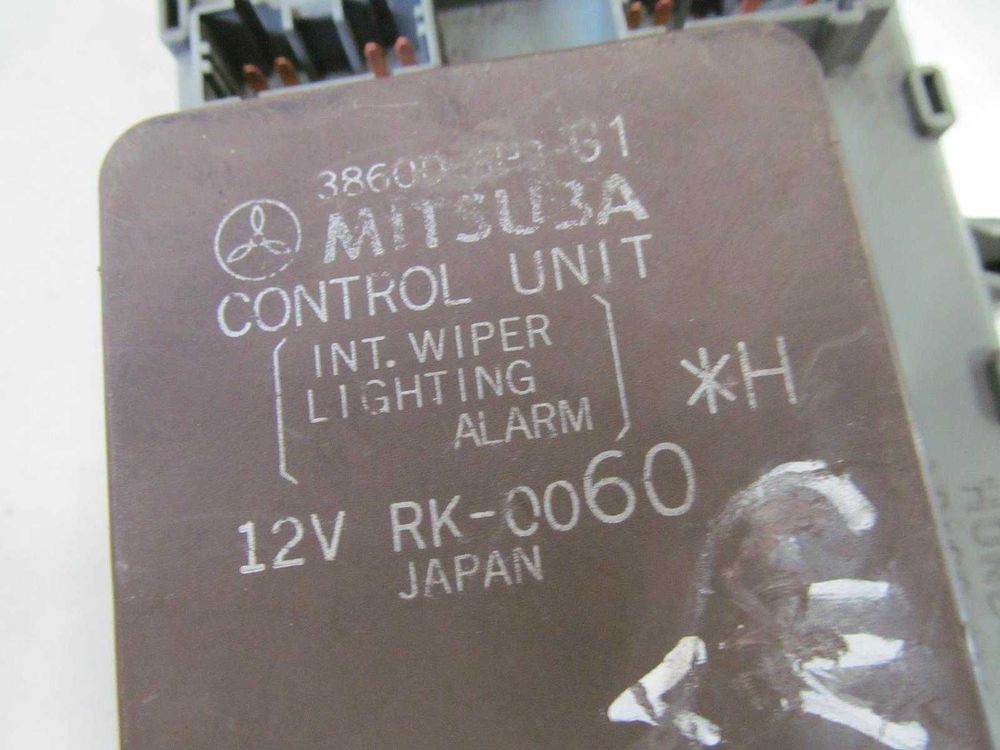 MITSUBA
CONTROL UNIT
INT. WIPER
LIGHTING
ALARM
*H
12V RK-0060
JAPAN